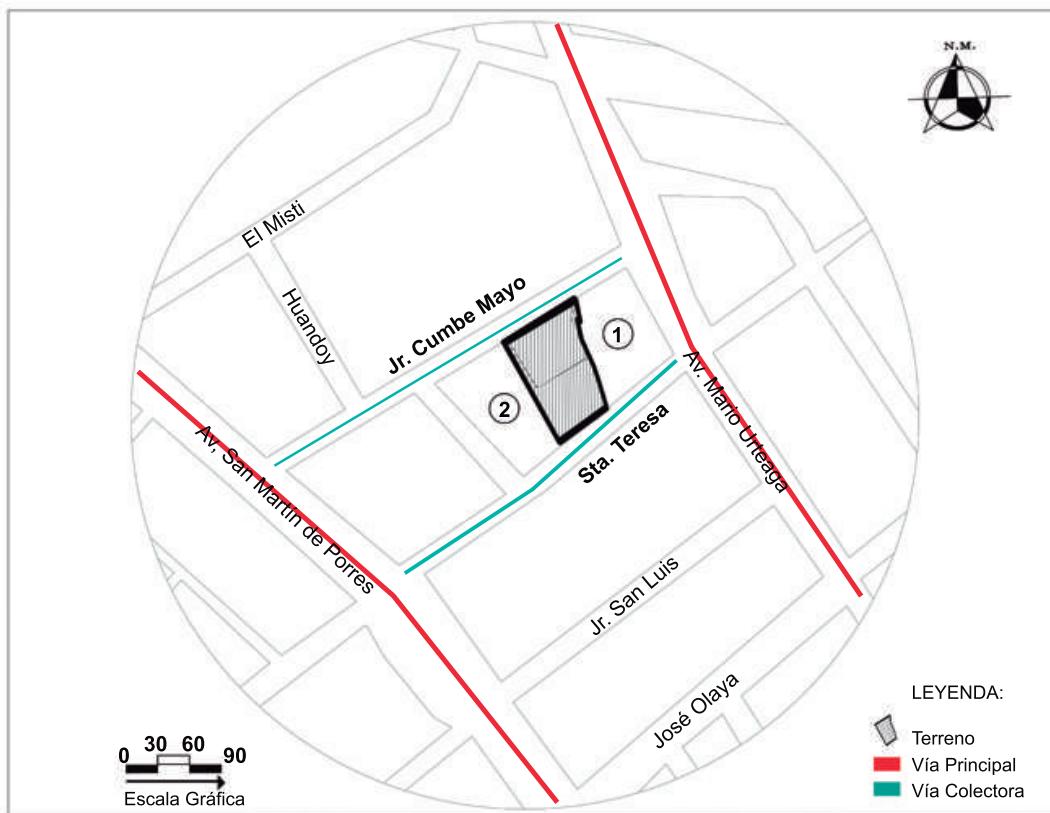 N.M.
El Misti
Huandoy
Jr. Cumbe Mayo
1
2
Sta. Teresa
Av. Mario Urteaga
Av, San Martín de Porres
Jr. San Luis
José Olaya
0 30 60 90
Escala Gráfica
LEYENDA:
Terreno
Vía Principal
Vía Colectora